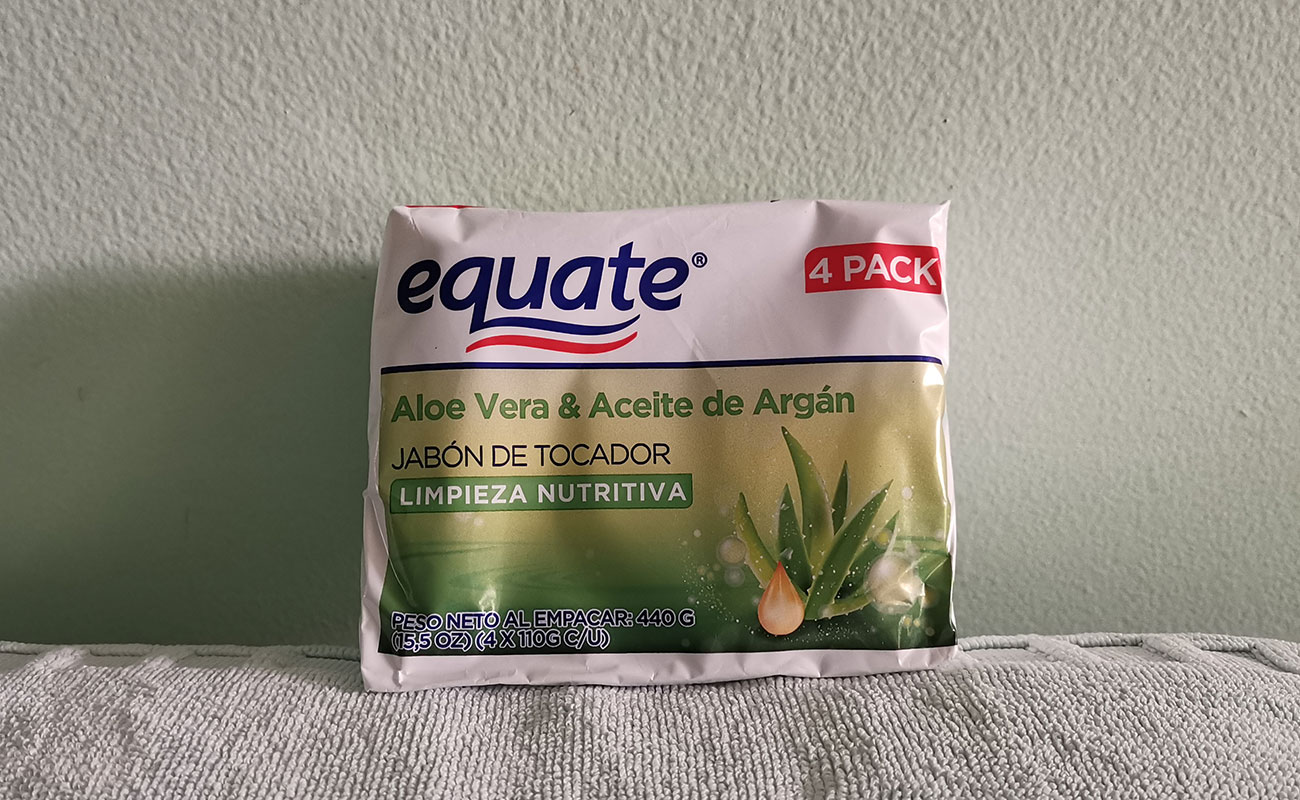 equate®
4 PACK
Aloe Vera & Aceite de Argán
JABÓN DE TOCADOR
LIMPIEZA NUTRITIVA
PESO NETO AL EMPACAR: 440 G
(15,5 OZ) (4 X 110G C/U)